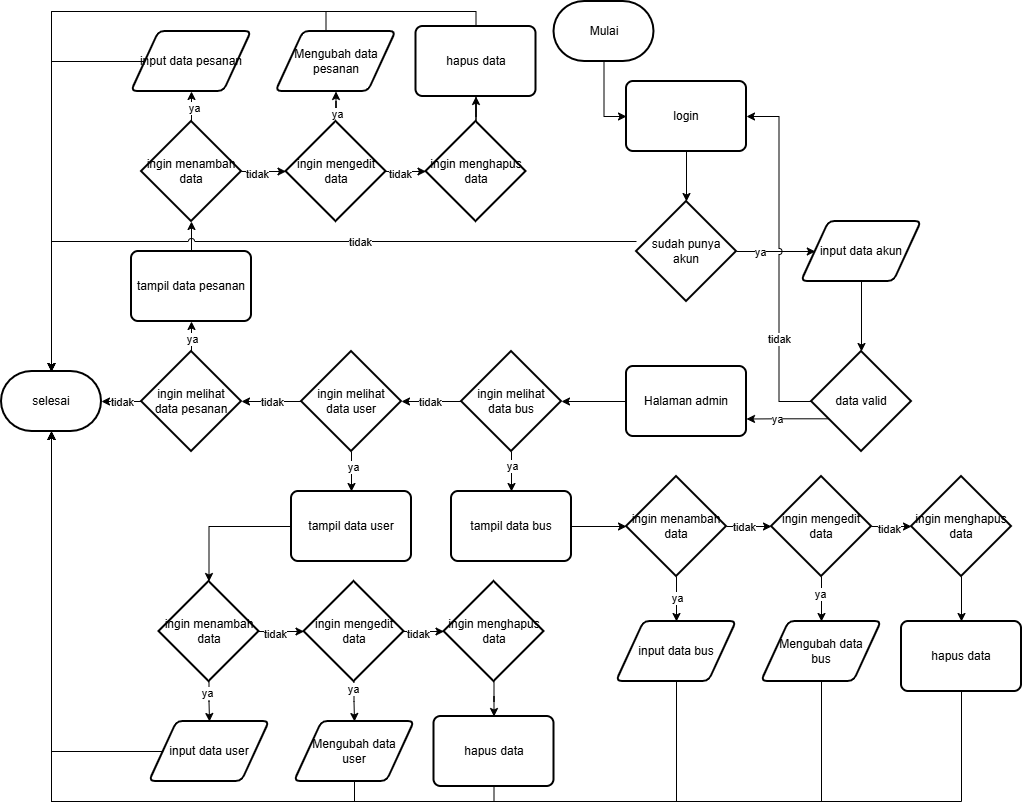 Mulai
input data pesanan
Mengubah data
pesanan
hapus data
login
ya
ya
ingin menambah
data
tidak
ingin mengedit
data
tidak
ingin menghapus
data
tidak
sudah punya
akun
ya
input data akun
tampil data pesanan
ya
tidak
selesai
tidak
ingin melihat
data pesanan
tidak
ingin melihat
data user
tidak
ingin melihat
data bus
Halaman admin
ya
data valid
ya
ya
tampil data user
tampil data bus
ingin menambah
data
tidak
ingin mengedit
data
tidak
ingin menghapus
data
ya
ya
ingin menambah
data
tidak
ingin mengedit
data
tidak
ingin menghapus
data
input data bus
Mengubah data
bus
hapus data
ya
ya
input data user
Mengubah data
user
hapus data